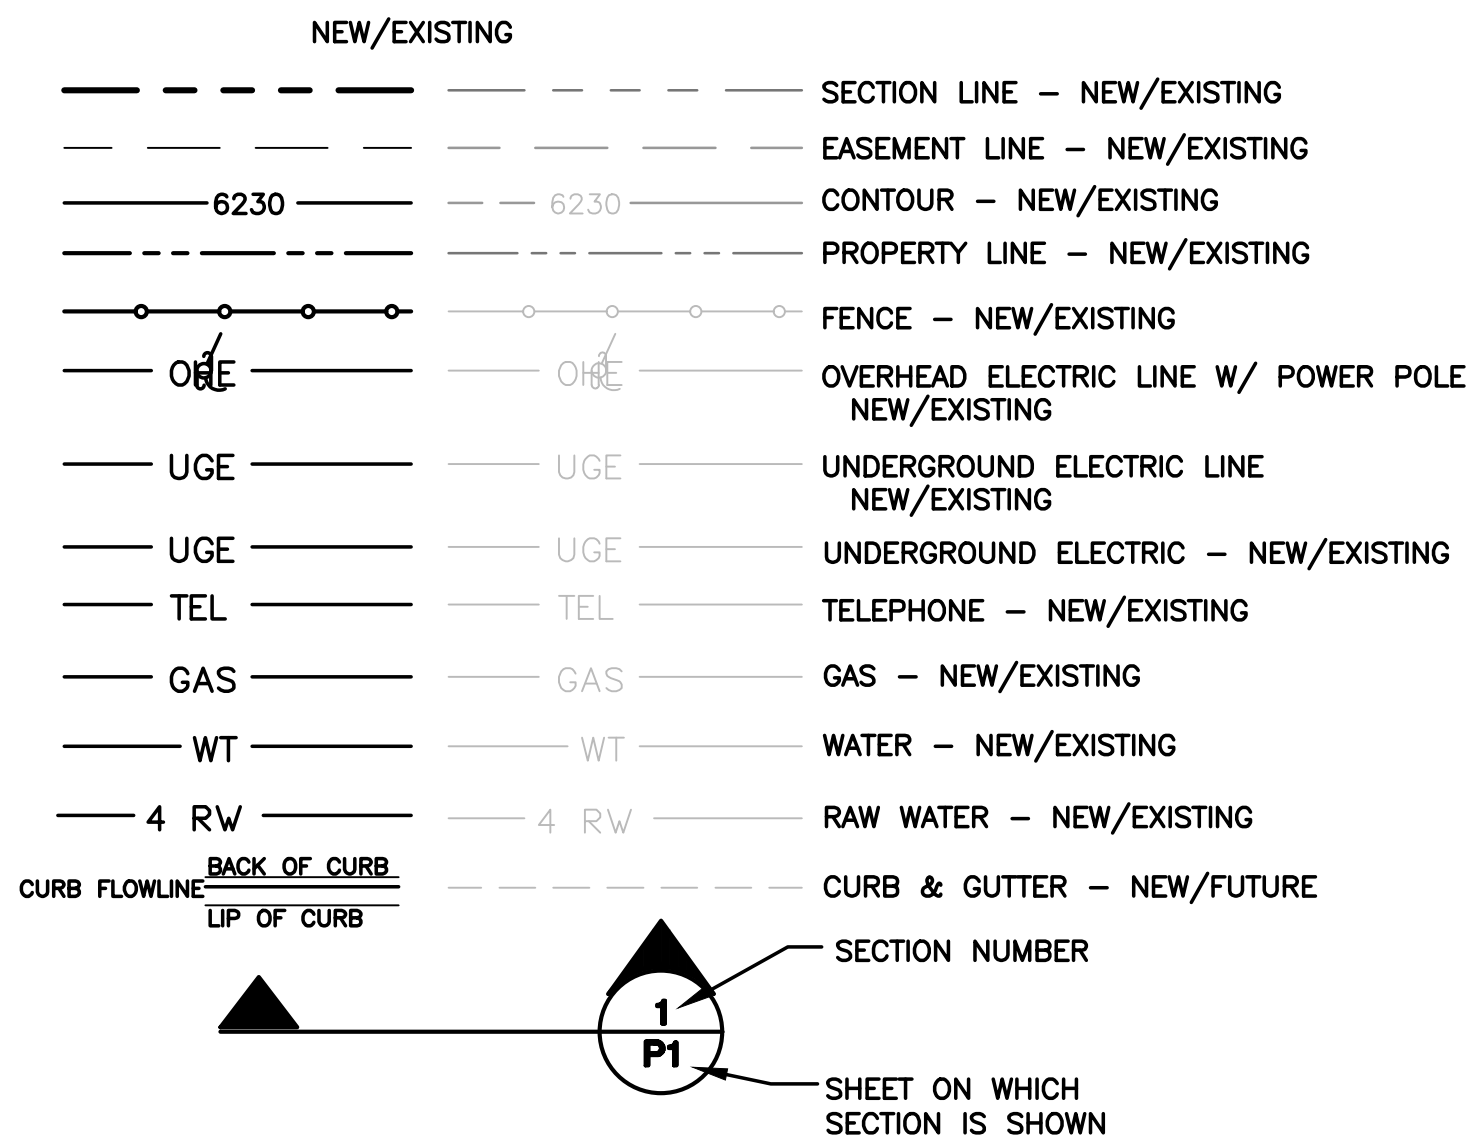 NEW/EXISTING
SECTION LINE - NEW/EXISTING
EASEMENT LINE - NEW/EXISTING
6230 6230 CONTOUR - NEW/EXISTING
PROPERTY LINE - NEW/EXISTING
FENCE - NEW/EXISTING
OHE OHE OVERHEAD ELECTRIC LINE W/ POWER POLE
NEW/EXISTING
UGE UGE UNDERGROUND ELECTRIC LINE
NEW/EXISTING
UGE UGE UNDERGROUND ELECTRIC - NEW/EXISTING
TEL TEL TELEPHONE - NEW/EXISTING
GAS GAS GAS - NEW/EXISTING
WT WT WATER - NEW/EXISTING
4 RW 4 RW RAW WATER - NEW/EXISTING
BACK OF CURB
CURB FLOWLINE CURB & GUTTER - NEW/FUTURE
LIP OF CURB
SECTION NUMBER
1
P1
SHEET ON WHICH
SECTION IS SHOWN